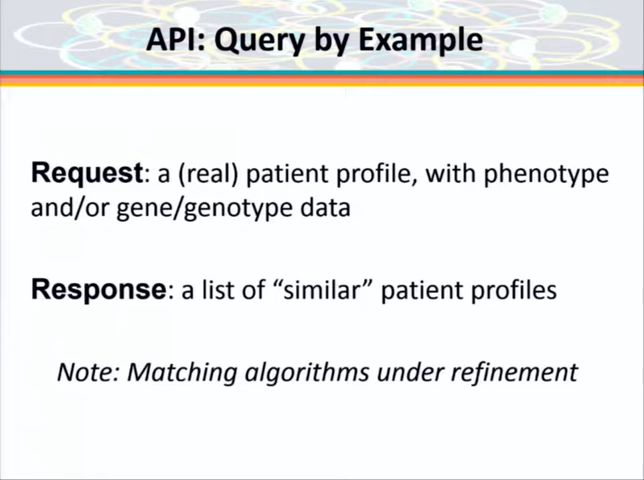 API: Query by Example
Request: a (real) patient profile, with phenotype
and/or gene/genotype data
Response: a list of “similar” patient profiles
Note: Matching algorithms under refinement